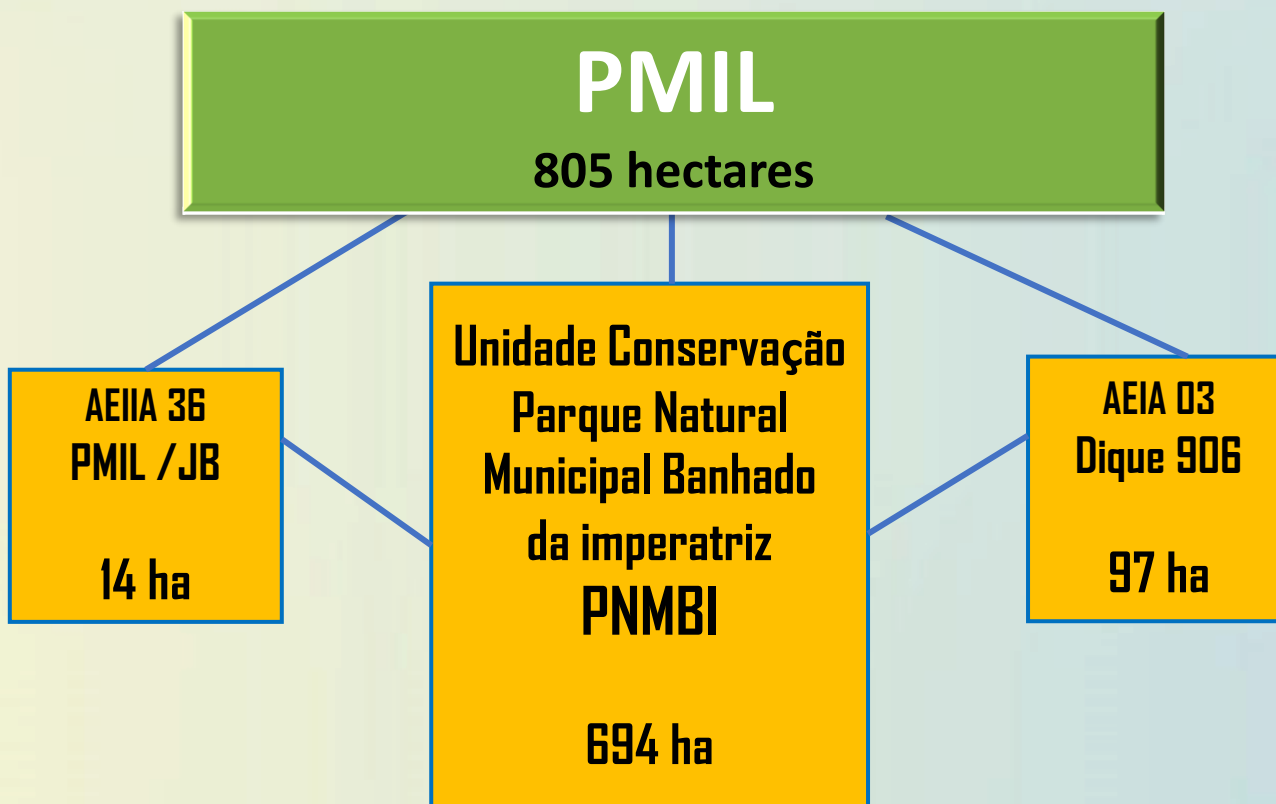 PMIL
805 hectares
AEIIA 36
PMIL /JB
14 ha
Unidade Conservação
Parque Natural
Municipal Banhado
da imperatriz
PNMBI
694 ha
AEIA 03
Dique 906
97 ha